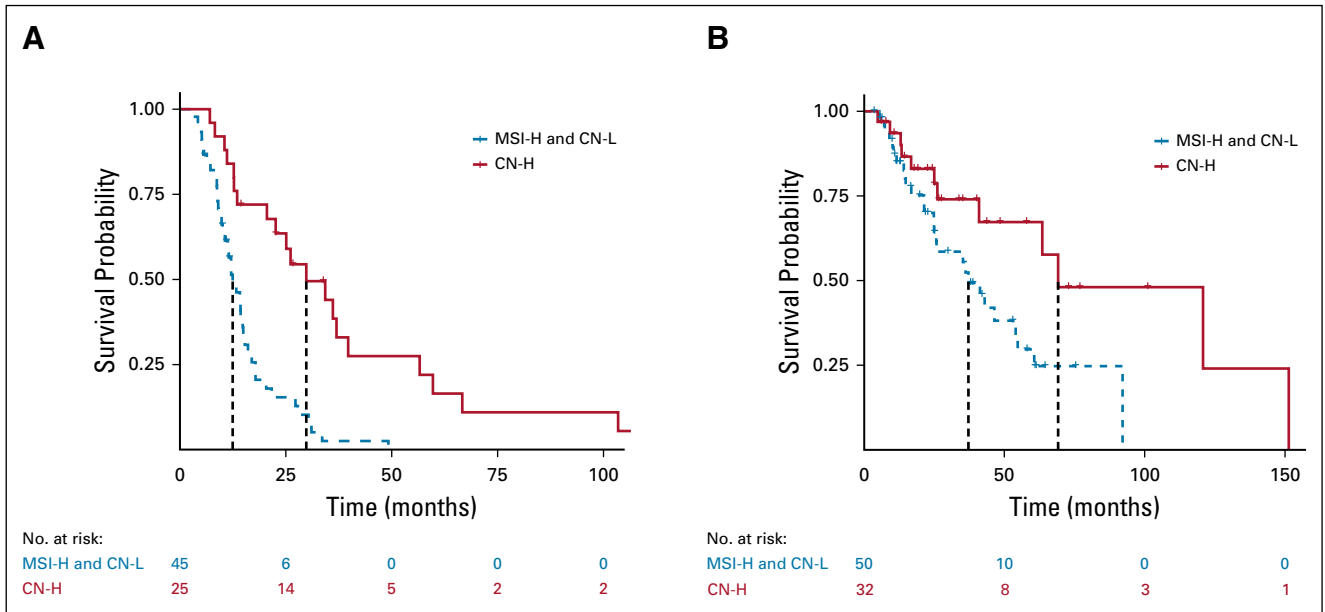 A
1.00
0.75
0.50
0.25
Survival Probability
MSI-H and CN-L
CN-H
0 25 50 75 100
Time (months)
No. at risk:
MSI-H and CN-L 45 6 0 0 0
CN-H 25 14 5 2 2
B
1.00
0.75
0.50
0.25
Survival Probability
MSI-H and CN-L
CN-H
0 50 100 150
Time (months)
No. at risk:
MSI-H and CN-L 50 10 0 0
CN-H 32 8 3 1